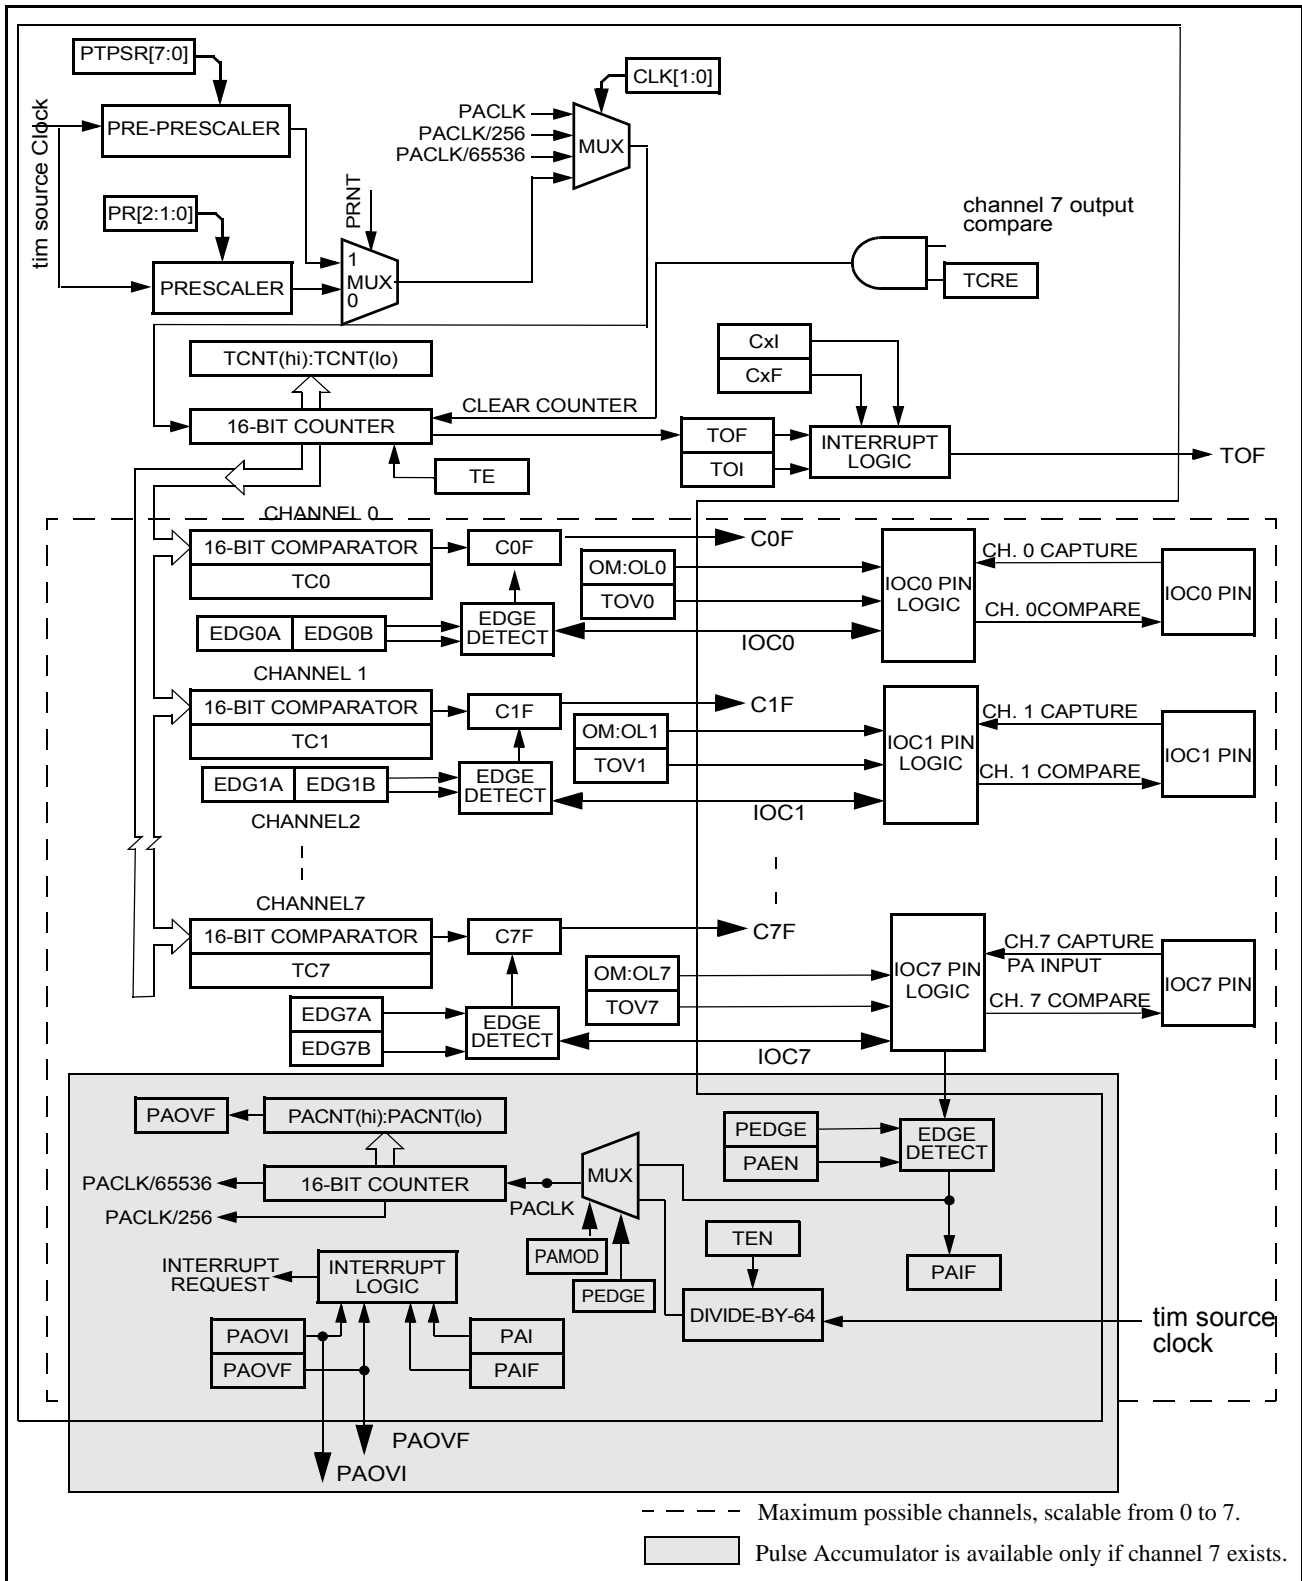 PTPSR[7:0]
CLK[1:0]
tim source Clock
PRE-PRESCALER
PACLK
PACLK/256
PACLK/65536
MUX
PR[2:1:0]
PRNT
channel 7 output
compare
PRESCALER
1
MUX
0
TCRE
TCNT(hi):TCNT(lo)
CxI
CxF
CLEAR COUNTER
16-BIT COUNTER
TOF
TOI
INTERRUPT
LOGIC
TOF
TE
CHANNEL 0
16-BIT COMPARATOR
TC0
C0F
C0F
OM:OL0
TOV0
IOC0 PIN
LOGIC
CH. 0 CAPTURE
CH. 0COMPARE
IOC0 PIN
EDG0A
EDG0B
EDGE
DETECT
IOC0
CHANNEL 1
16-BIT COMPARATOR
TC1
C1F
C1F
OM:OL1
TOV1
IOC1 PIN
LOGIC
CH. 1 CAPTURE
CH. 1 COMPARE
IOC1 PIN
EDG1A
EDG1B
EDGE
DETECT
IOC1
CHANNEL2
CHANNEL7
16-BIT COMPARATOR
TC7
C7F
C7F
OM:OL7
TOV7
IOC7 PIN
LOGIC
CH.7 CAPTURE
PA INPUT
CH. 7 COMPARE
IOC7 PIN
EDG7A
EDG7B
EDGE
DETECT
IOC7
PAOVF
PACNT(hi):PACNT(lo)
PEDGE
PAEN
EDGE
DETECT
PACLK/65536
16-BIT COUNTER
PACLK
MUX
PACLK/256
PAMOD
PEDGE
TEN
PAIF
INTERRUPT
REQUEST
INTERRUPT
LOGIC
DIVIDE-BY-64
tim source
clock
PAOVI
PAOVF
PAI
PAIF
PAOVF
PAOVI
Maximum possible channels, scalable from 0 to 7.
Pulse Accumulator is available only if channel 7 exists.